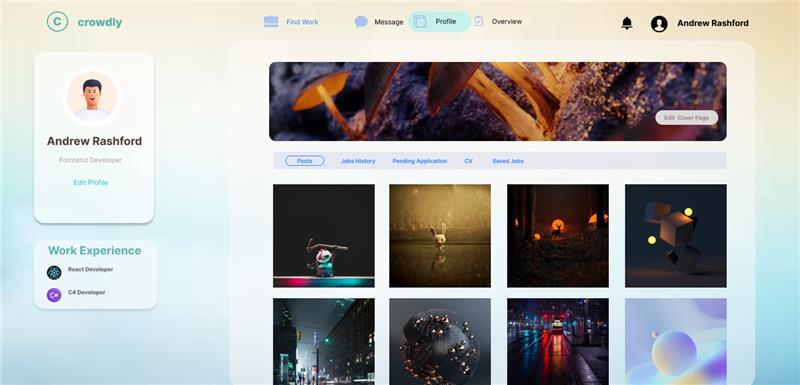 C crowdly
Find Work
Message
Profile
Overview
Andrew Rashford
Andrew Rashford
Forntend Developer
Edit Profile
Work Experience
React Developer
C# C# Developer
Edit Cover Page
Posts
Jobs History
Pending Application
CV
Saved Jobs